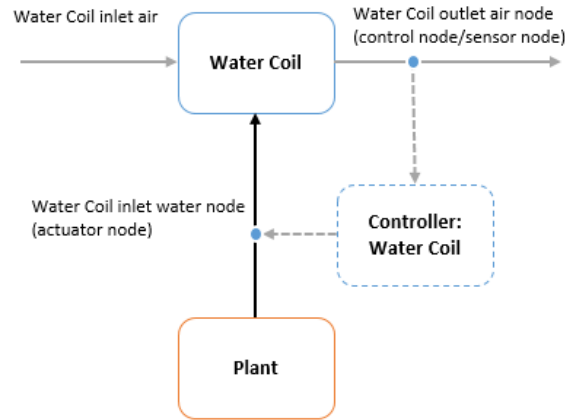 Water Coil inlet air
Water Coil outlet air node
(control node/sensor node)
Water Coil
Water Coil inlet water node
(actuator node)
Controller:
Water Coil
Plant